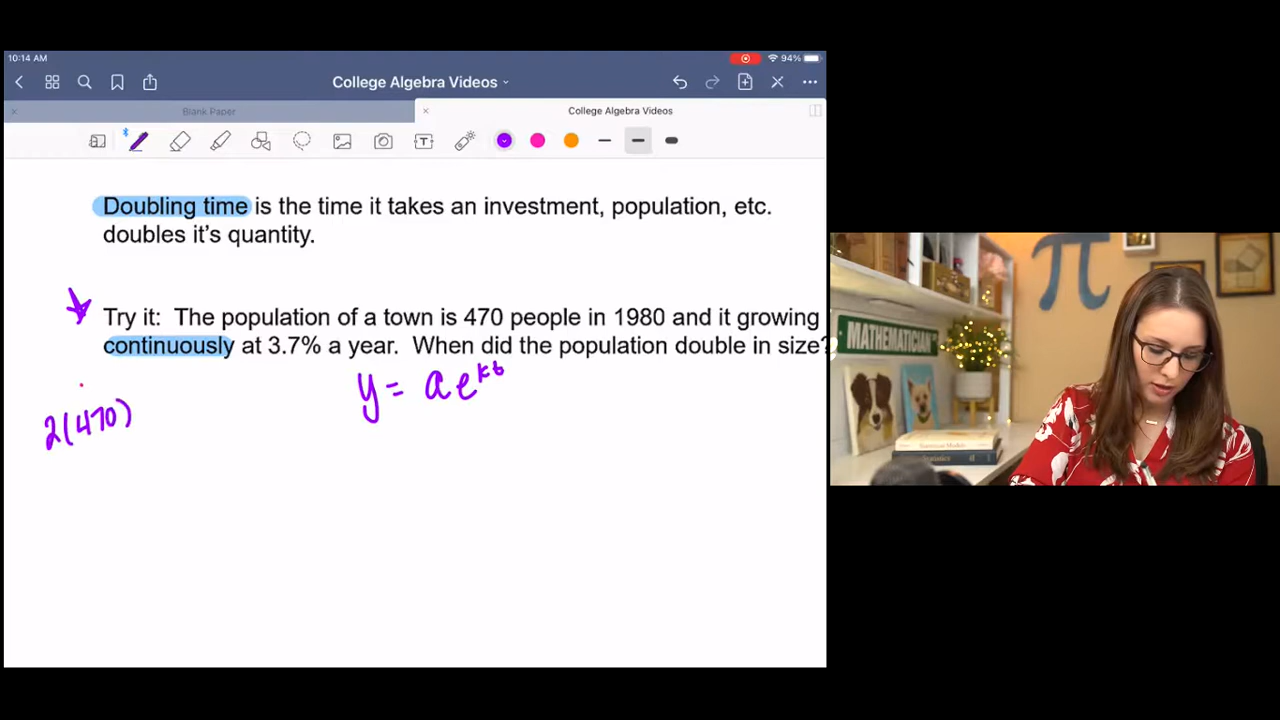 10:14 AM
94%
College Algebra Videos
Blank Paper
College Algebra Videos
Doubling time is the time it takes an investment, population, etc.
doubles it's quantity.
Try it: The population of a town is 470 people in 1980 and it growing
continuously at 3.7% a year. When did the population double in size?
y = ae^kt
2(470)
MATHEMATICIAN